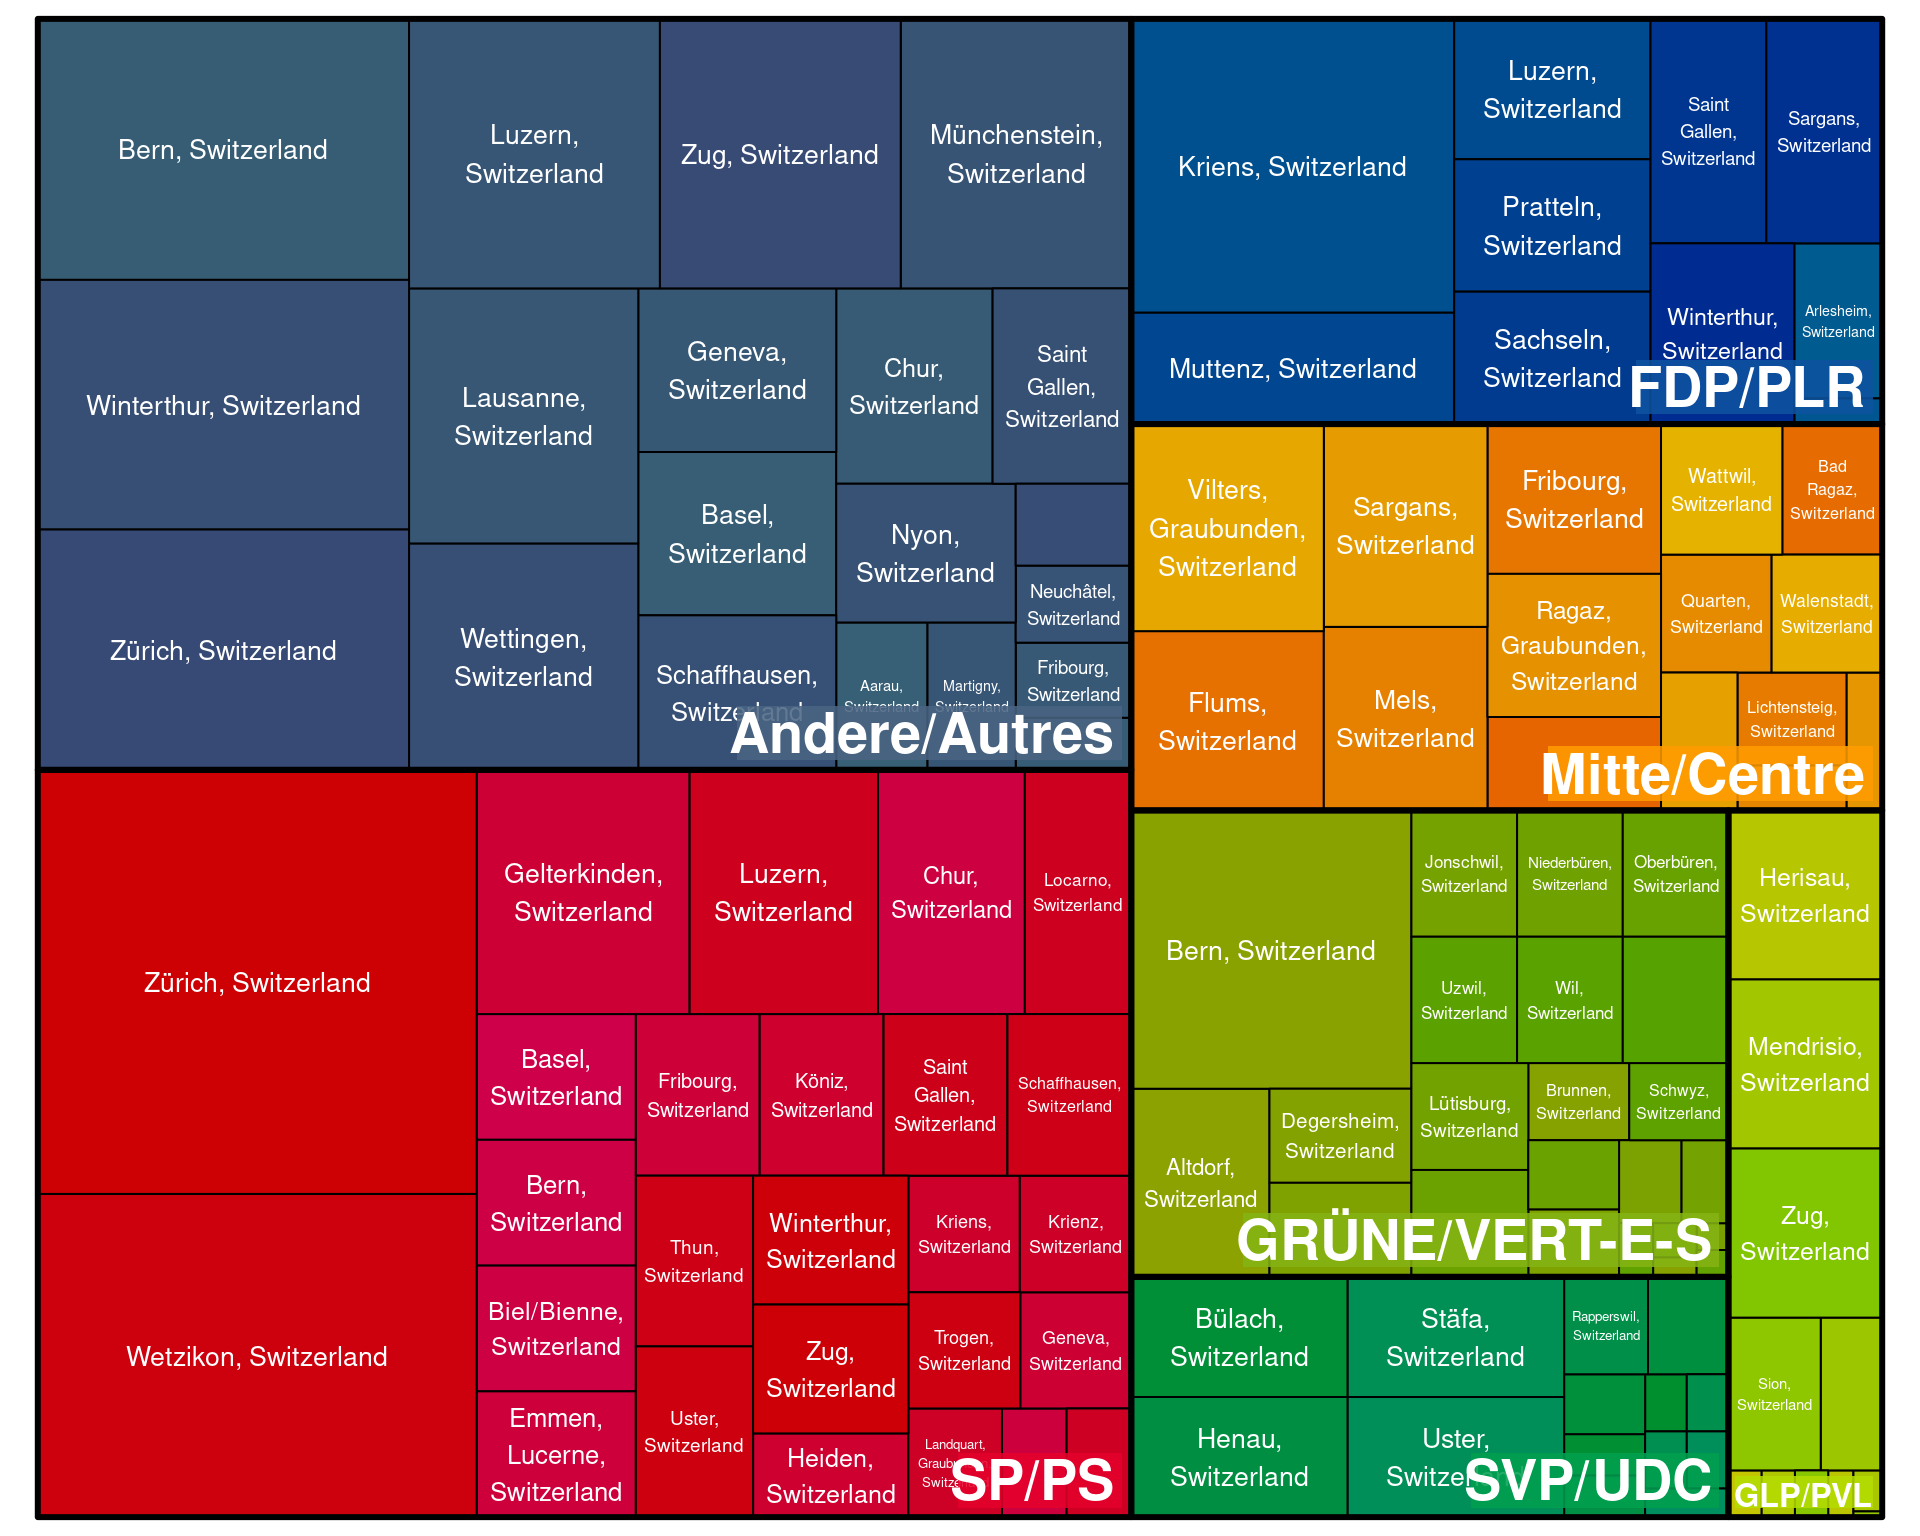 Bern, Switzerland
Winterthur, Switzerland
Zürich, Switzerland
Luzern,
Switzerland
Zug, Switzerland
Münchenstein,
Switzerland
Lausanne,
Switzerland
Wettingen,
Switzerland
Geneva,
Switzerland
Basel,
Switzerland
Schaffhausen,
Switzerland
Chur,
Switzerland
Saint
Gallen,
Switzerland
Nyon,
Switzerland
Neuchâtel,
Switzerland
Fribourg,
Switzerland
Aarau,
Switzerland
Martigny,
Switzerland
Andere/Autres
Kriens, Switzerland
Muttenz, Switzerland
Luzern,
Switzerland
Pratteln,
Switzerland
Sachseln,
Switzerland
Saint
Gallen,
Switzerland
Sargans,
Switzerland
Winterthur,
Switzerland
Arlesheim,
Switzerland
FDP/PLR
Vilters,
Graubunden,
Switzerland
Flums,
Switzerland
Sargans,
Switzerland
Mels,
Switzerland
Fribourg,
Switzerland
Ragaz,
Graubunden,
Switzerland
Wattwil,
Switzerland
Bad
Ragaz,
Switzerland
Quarten,
Switzerland
Walenstadt,
Switzerland
Lichtensteig,
Switzerland
Mitte/Centre
Zürich, Switzerland
Wetzikon, Switzerland
Gelterkinden,
Switzerland
Luzern,
Switzerland
Chur,
Switzerland
Locarno,
Switzerland
Basel,
Switzerland
Bern,
Switzerland
Biel/Bienne,
Switzerland
Emmen,
Lucerne,
Switzerland
Fribourg,
Switzerland
Köniz,
Switzerland
Saint
Gallen,
Switzerland
Schaffhausen,
Switzerland
Thun,
Switzerland
Uster,
Switzerland
Winterthur,
Switzerland
Zug,
Switzerland
Heiden,
Switzerland
Kriens,
Switzerland
Krienz,
Switzerland
Trogen,
Switzerland
Geneva,
Switzerland
Landquart,
SP/PS
Bern, Switzerland
Altdorf,
Switzerland
Degersheim,
Switzerland
Jonschwil,
Switzerland
Niederbüren,
Switzerland
Oberbüren,
Switzerland
Uzwil,
Switzerland
Wil,
Switzerland
Lütisburg,
Switzerland
Brunnen,
Switzerland
Schwyz,
Switzerland
GRÜNE/VERT-E-S
Bülach,
Switzerland
Henau,
Switzerland
Stäfa,
Switzerland
Uster,
Switzerland
Rapperswil,
Switzerland
SVP/UDC
Herisau,
Switzerland
Mendrisio,
Switzerland
Zug,
Switzerland
Sion,
Switzerland
GLP/PVL